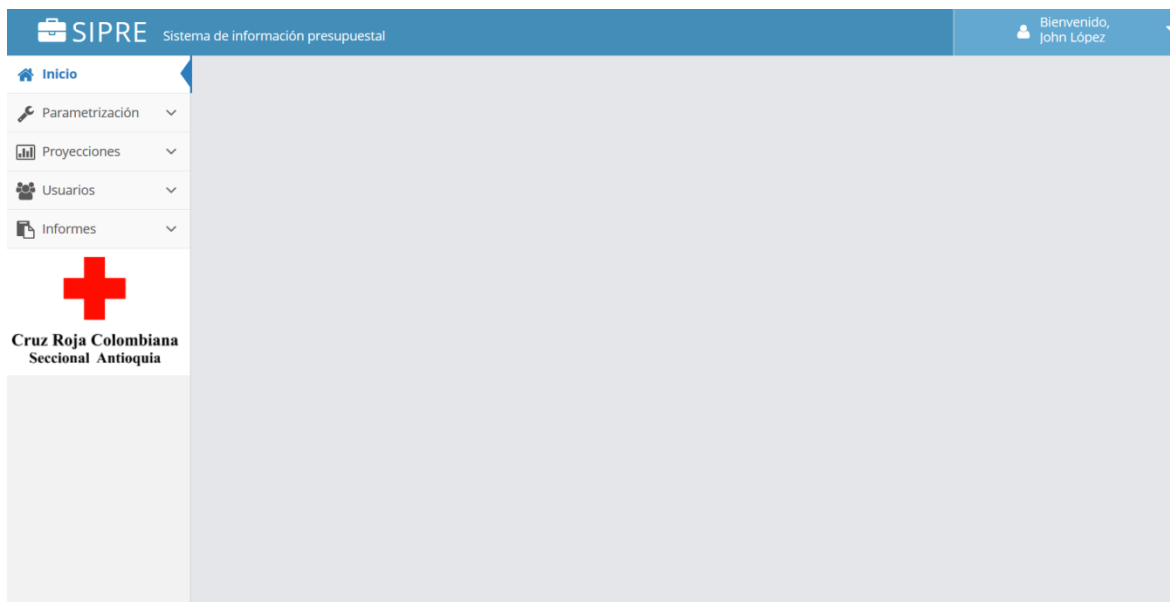 SIPRE Sistema de información presupuestal
Bienvenido,
John López
Inicio
Parametrización
Proyecciones
Usuarios
Informes
Cruz Roja Colombiana
Seccional Antioquia